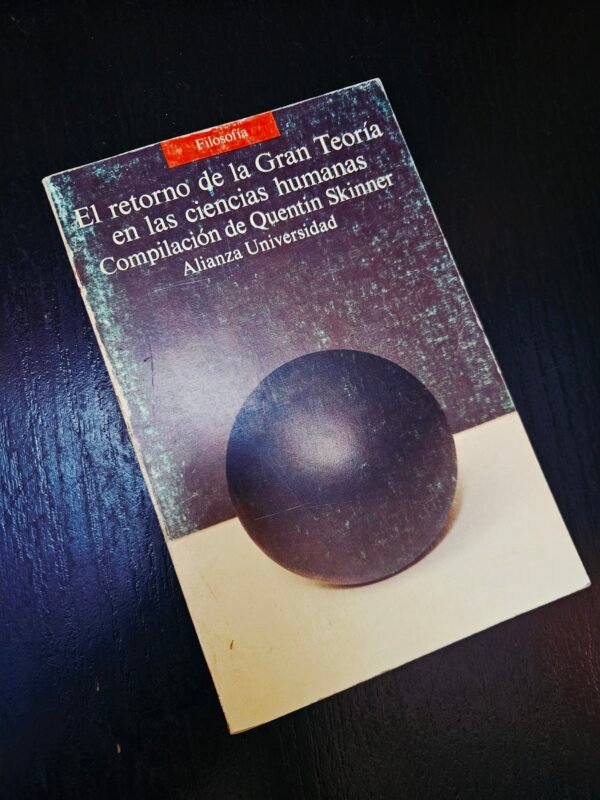 Filosofía
El retorno de la Gran Teoría
en las ciencias humanas
Compilación de Quentin Skinner
Alianza Universidad